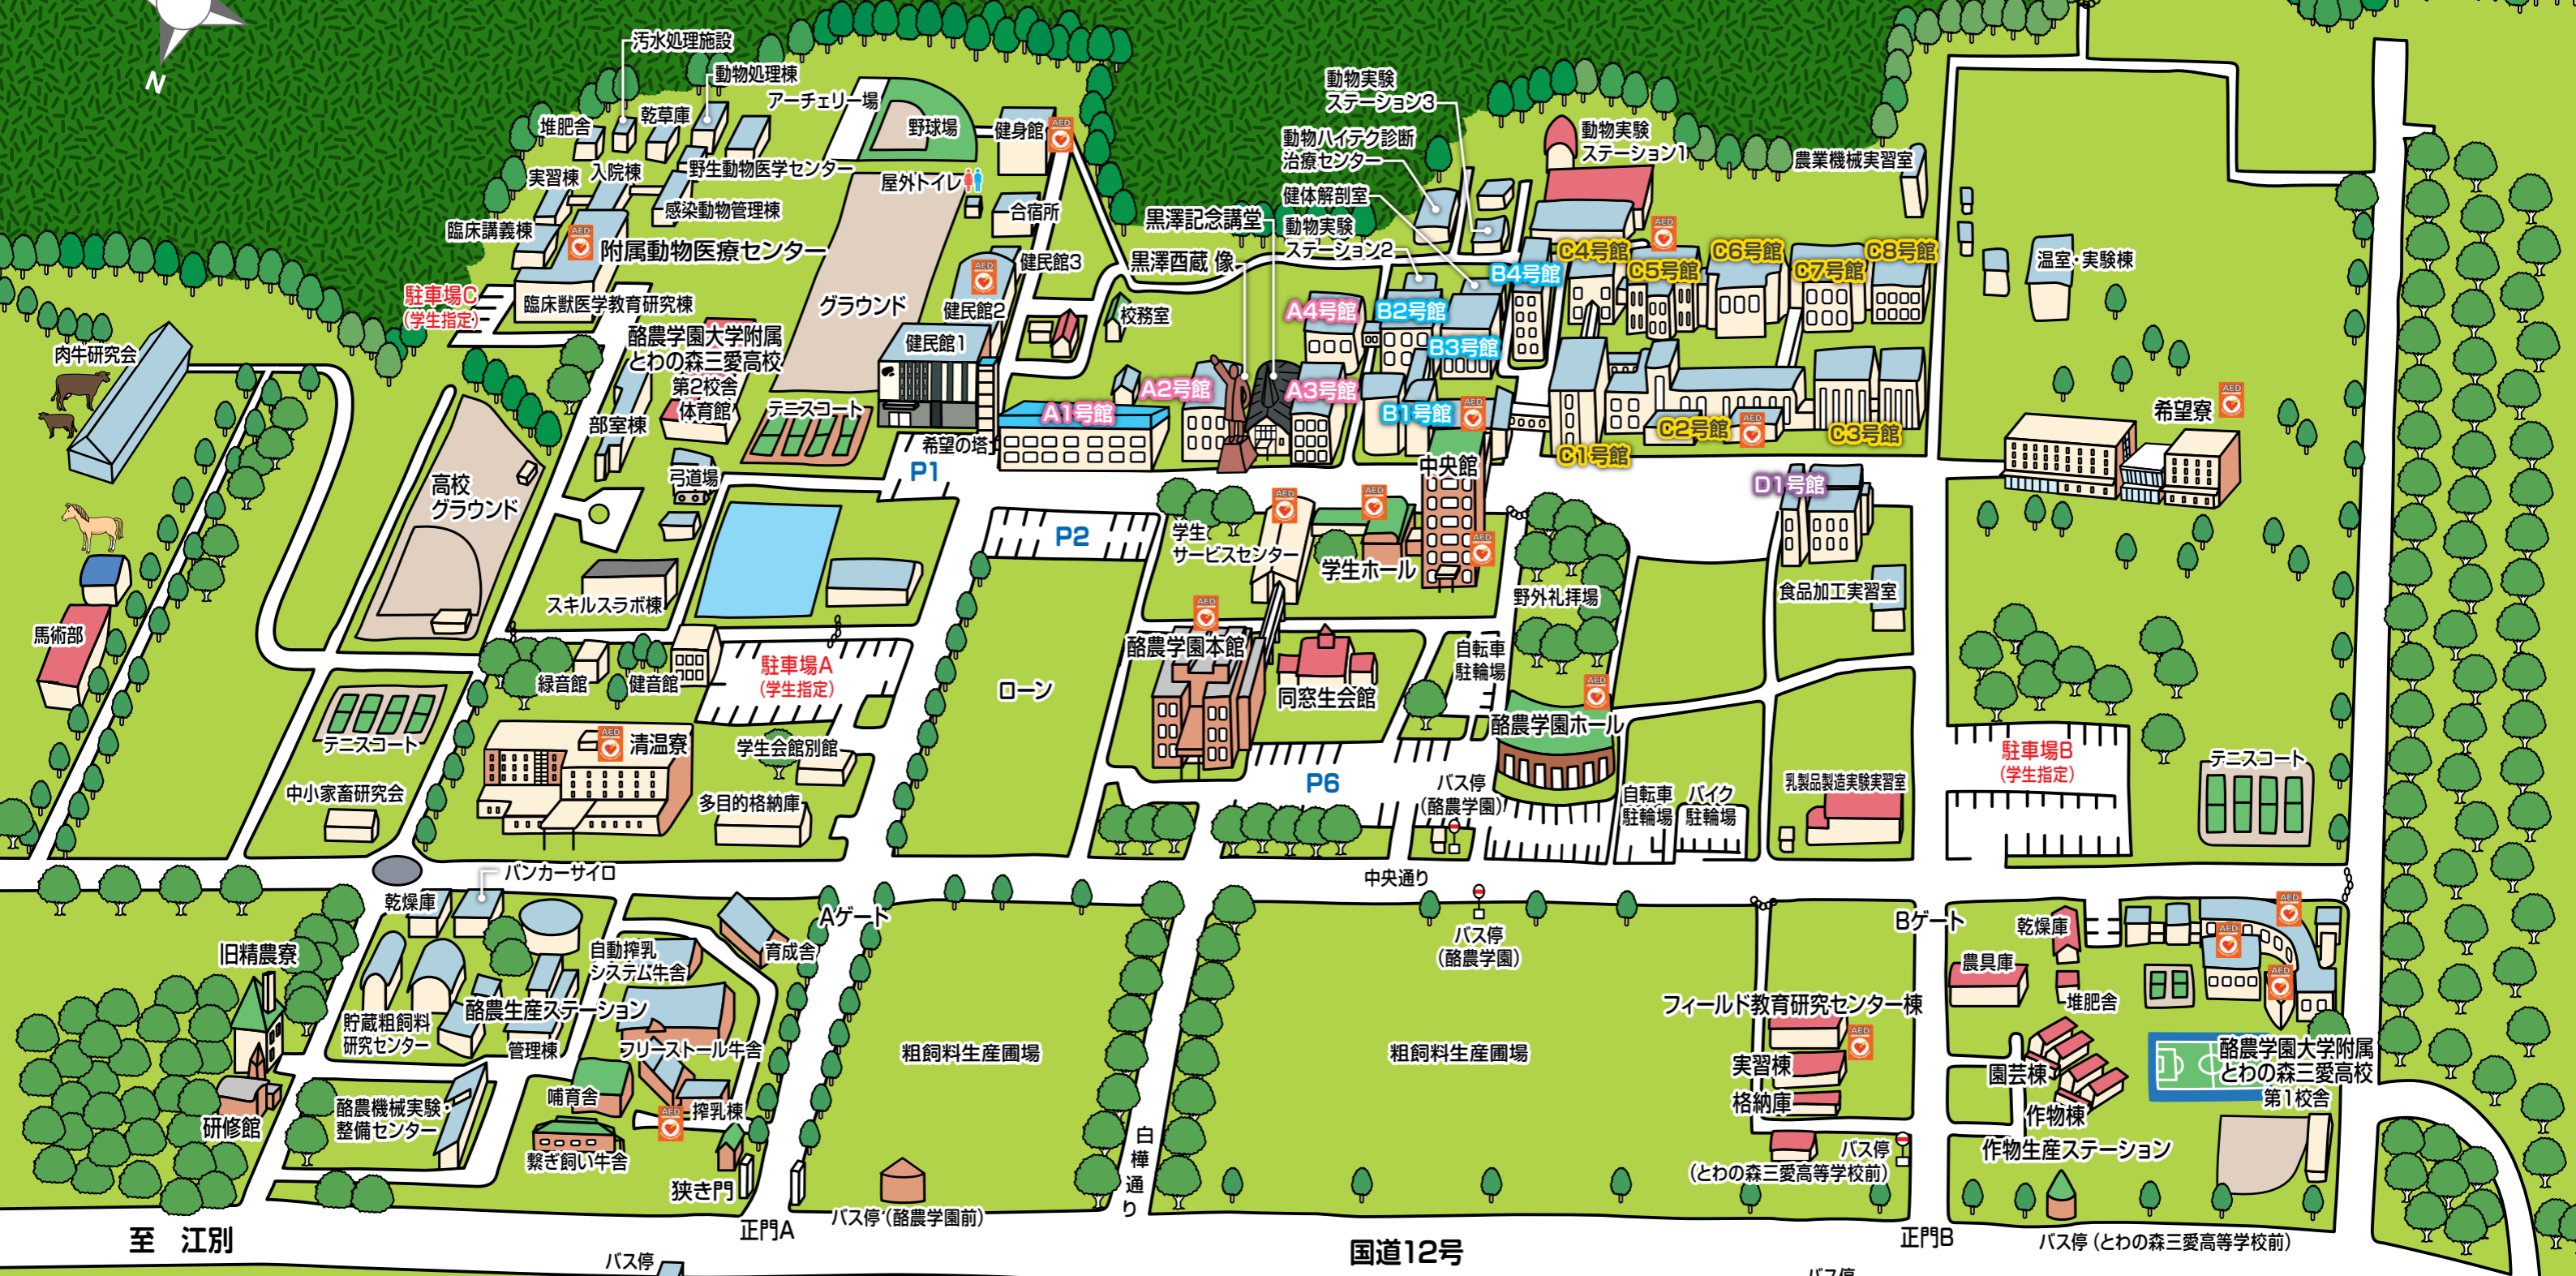 N
汚水処理施設
動物処理棟
堆肥舎
乾草庫
アーチェリー場
野球場
健身館
AED
実習棟
入院棟
野生動物医学センター
屋外トイレ
感染動物管理棟
合宿所
臨床講義棟
AED
附属動物医療センター
駐車場C
(学生指定)
臨床獣医学教育研究棟
グラウンド
AED
健民館3
健民館2
健民館1
校務室
動物実験
ステーション3
動物ハイテク診断
治療センター
健体解剖室
動物実験
ステーション2
黒澤記念講堂
黒澤酉蔵 像
動物実験
ステーション1
農業機械実習室
AED
C4号館
C5号館
C6号館
C7号館
C8号館
B4号館
A4号館
B2号館
B3号館
温室・実験棟
肉牛研究会
酪農学園大学附属
とわの森三愛高校
第2校舎
体育館
部室棟
テニスコート
希望の塔
A1号館
A2号館
A3号館
B1号館
AED
C1号館
C2号館
AED
C3号館
希望寮
AED
高校
グラウンド
弓道場
P1
P2
中央館
AED
D1号館
学生
サービスセンター
AED
AED
学生ホール
スキルスラボ棟
野外礼拝場
食品加工実習室
馬術部
緑音館
健音館
駐車場A
(学生指定)
ローン
AED
酪農学園本館
同窓生会館
自転車
駐輪場
AED
酪農学園ホール
テニスコート
AED
清温寮
学生会館別館
中小家畜研究会
多目的格納庫
P6
バス停
(酪農学園)
自転車
駐輪場
バイク
駐輪場
乳製品製造実験実習室
駐車場B
(学生指定)
テニスコート
バンカーサイロ
中央通り
乾燥庫
Aゲート
バス停
(酪農学園)
Bゲート
乾燥庫
AED
AED
AED
旧精農寮
自動搾乳
システム牛舎
育成舎
農具庫
堆肥舎
酪農生産ステーション
貯蔵粗飼料
研究センター
管理棟
フリーストール牛舎
粗飼料生産圃場
粗飼料生産圃場
フィールド教育研究センター棟
AED
実習棟
格納庫
園芸棟
作物棟
酪農学園大学附属
とわの森三愛高校
第1校舎
研修館
酪農機械実験・
整備センター
哺育舎
搾乳棟
AED
繋ぎ飼い牛舎
白樺通り
作物生産ステーション
バス停
(とわの森三愛高等学校前)
狭き門
正門A
バス停(酪農学園前)
正門B
バス停(とわの森三愛高等学校前)
至 江別
国道12号
バス停
バス停